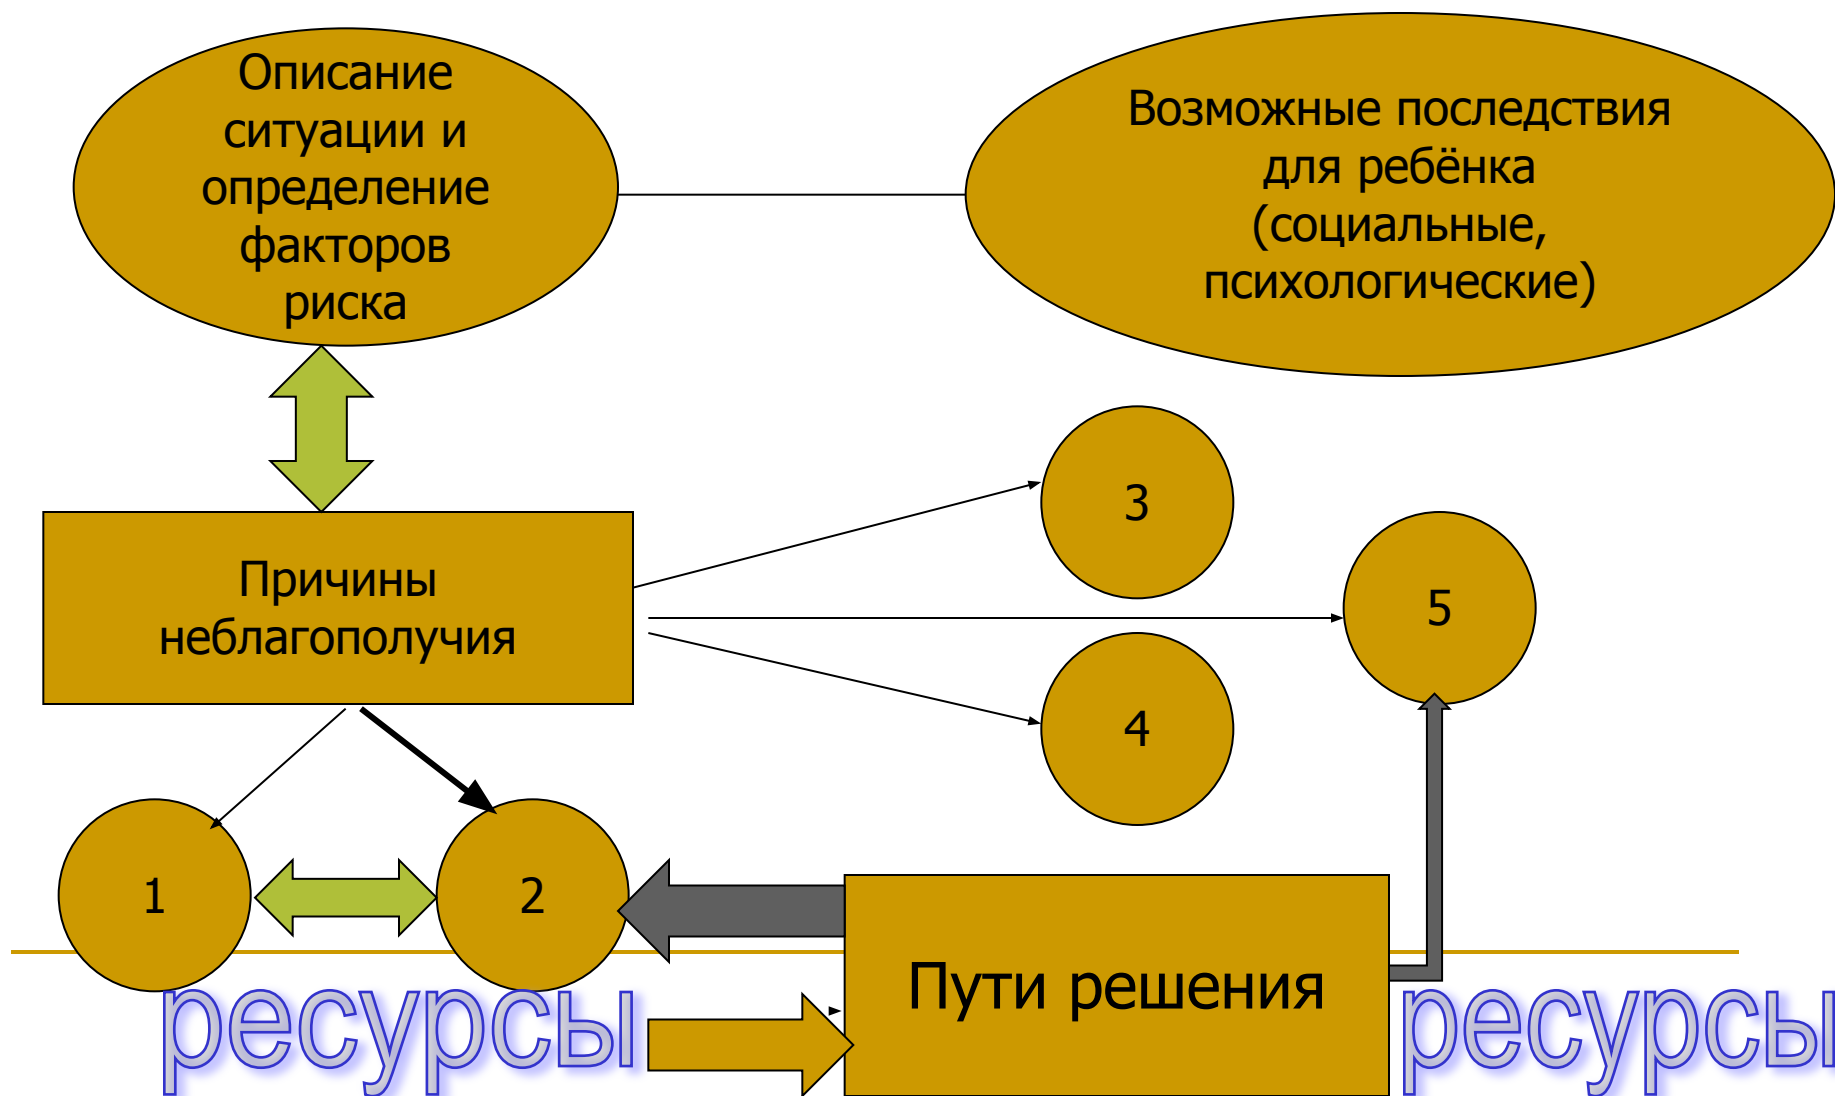 Описание
ситуации и
определение
факторов
риска
Возможные последствия
для ребёнка
(социальные,
психологические)
Причины
неблагополучия
3
5
4
1
2
Пути решения
ресурсы
ресурсы